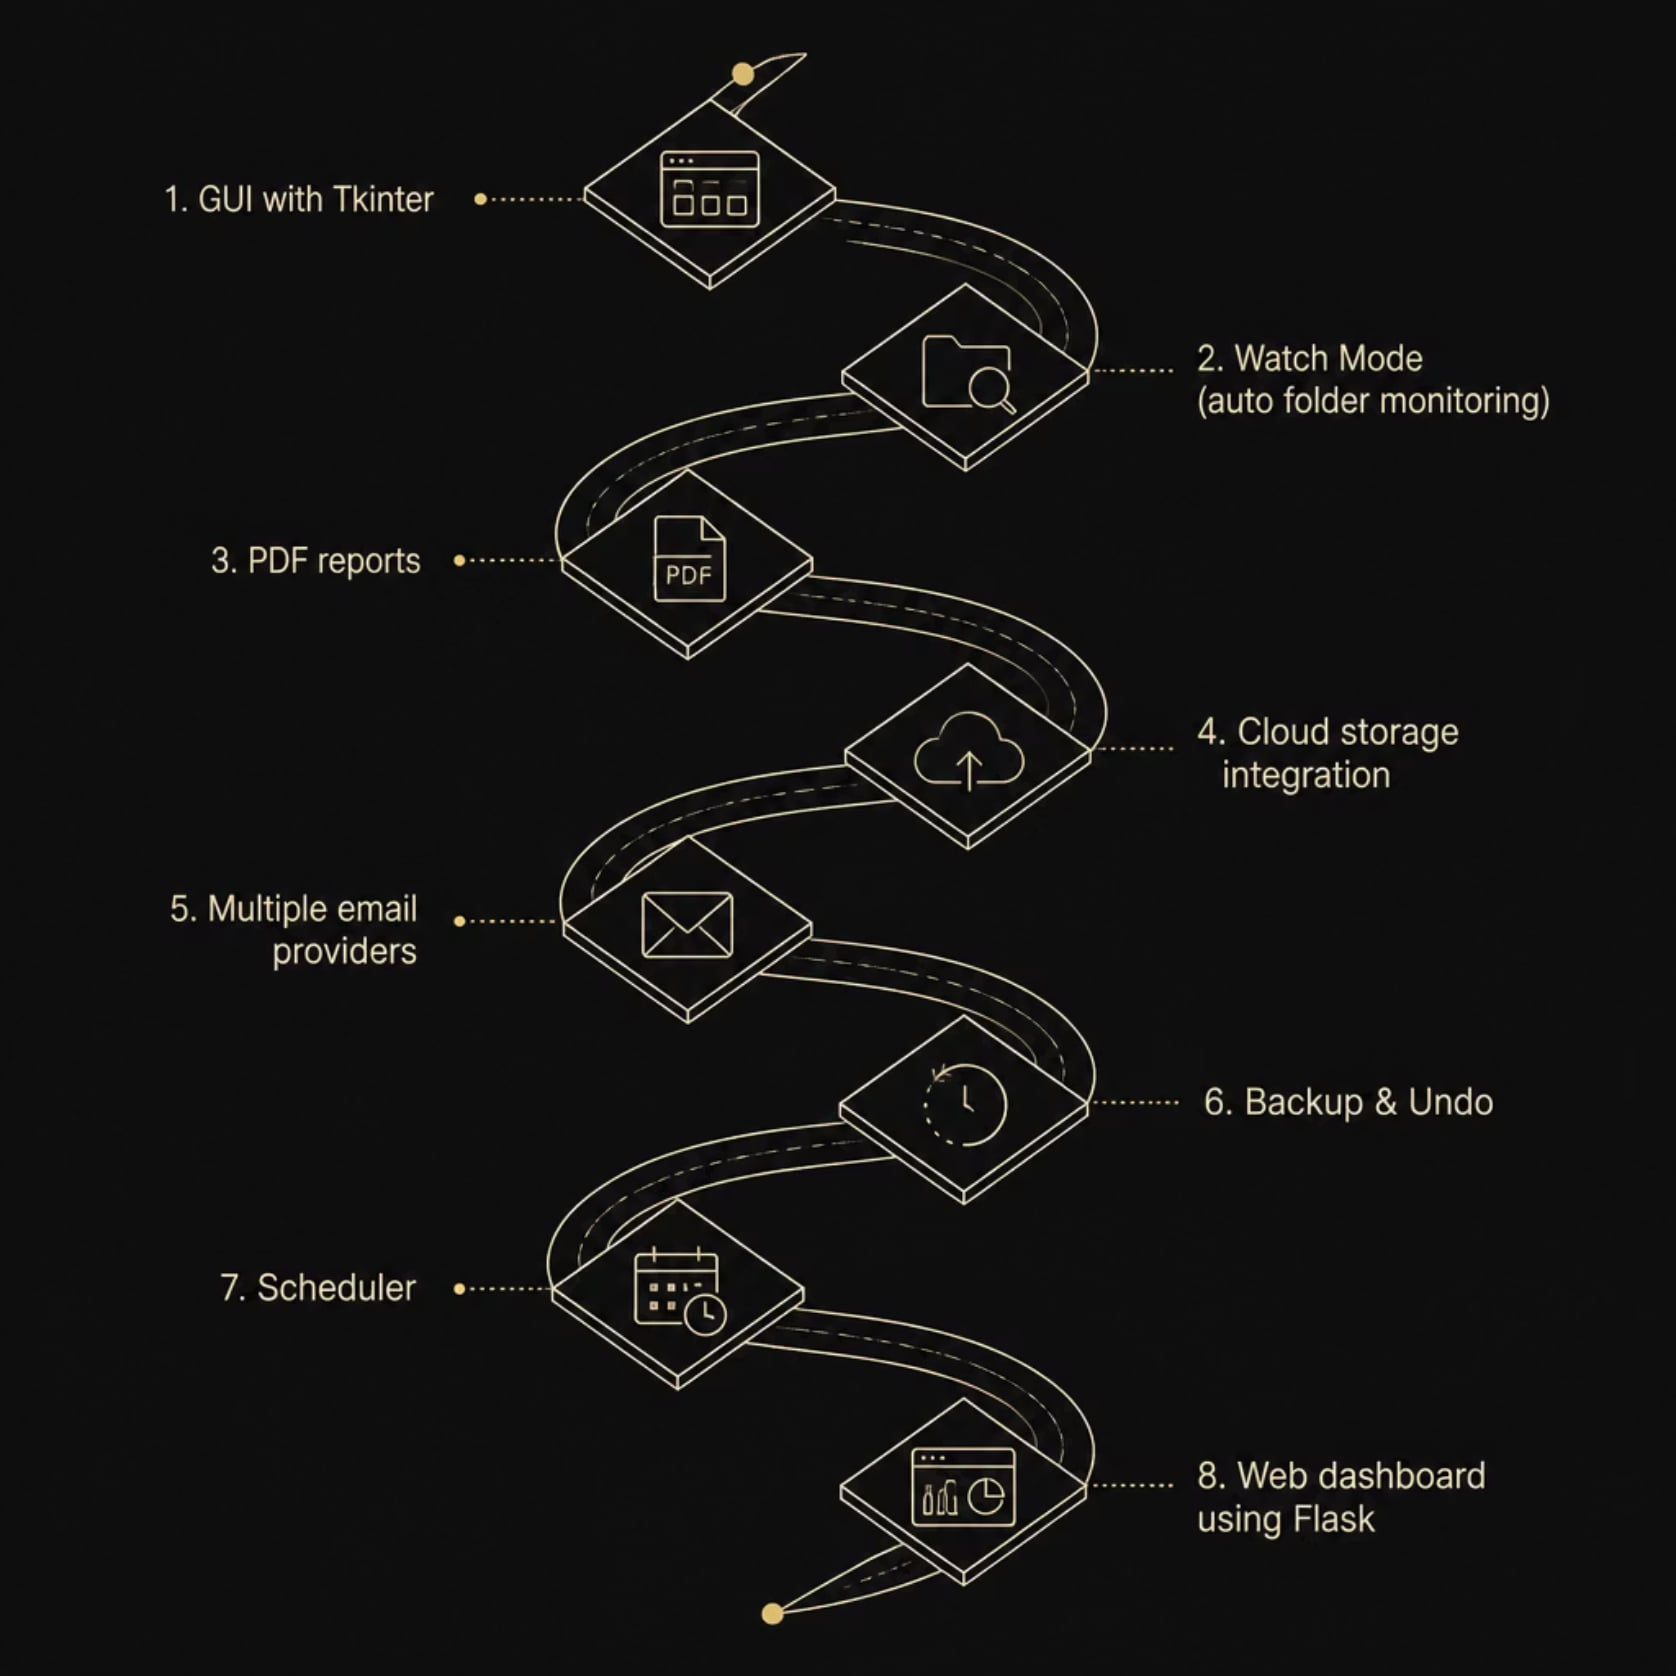 1. GUI with Tkinter
2. Watch Mode
(auto folder monitoring)
3. PDF reports
PDF
4. Cloud storage
integration
5. Multiple email
providers
6. Backup & Undo
7. Scheduler
8. Web dashboard
using Flask